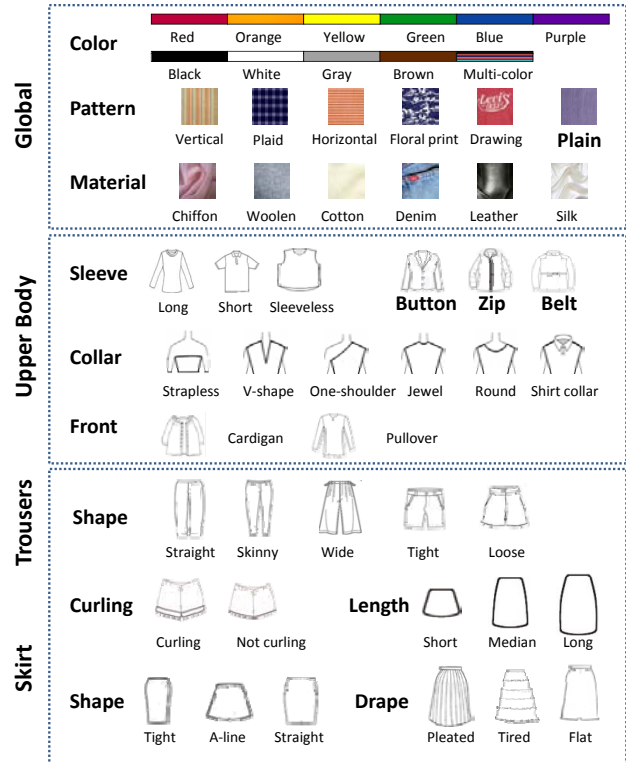 Global
Color
Red Orange Yellow Green Blue Purple
Black White Gray Brown Multi-color
Pattern
Vertical Plaid Horizontal Floral print Drawing Plain
Material
Chiffon Woolen Cotton Denim Leather Silk
Upper Body
Sleeve
Long Short Sleeveless Button Zip Belt
Collar
Strapless V-shape One-shoulder Jewel Round Shirt collar
Front
Cardigan Pullover
Trousers
Shape
Straight Skinny Wide Tight Loose
Curling
Curling Not curling
Length
Short Median Long
Skirt
Shape
Tight A-line Straight
Drape
Pleated Tired Flat